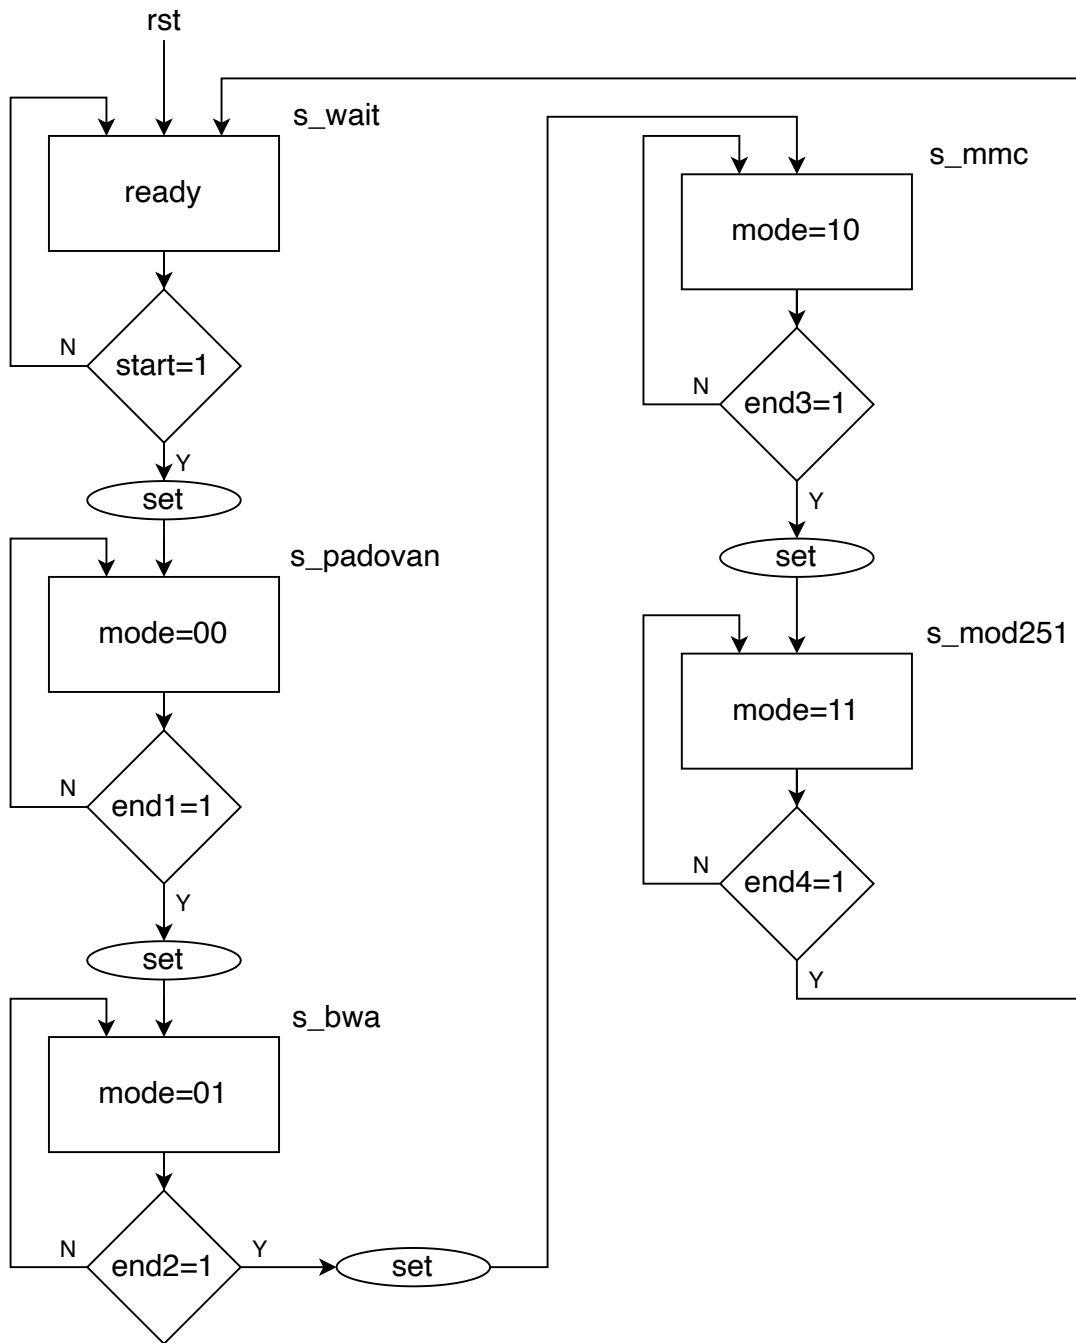 rst
s_wait
ready
N
start=1
Y
set
s_padovan
mode=00
N
end1=1
Y
set
s_bwa
mode=01
N
end2=1
Y
set
s_mmc
mode=10
N
end3=1
Y
set
s_mod251
mode=11
N
end4=1
Y